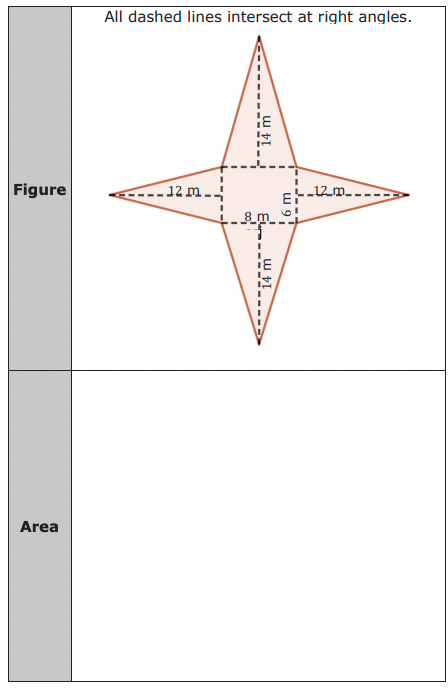 All dashed lines intersect at right angles.
Figure
14 m
12 m
12 m
6 m
8 m
14 m
Area